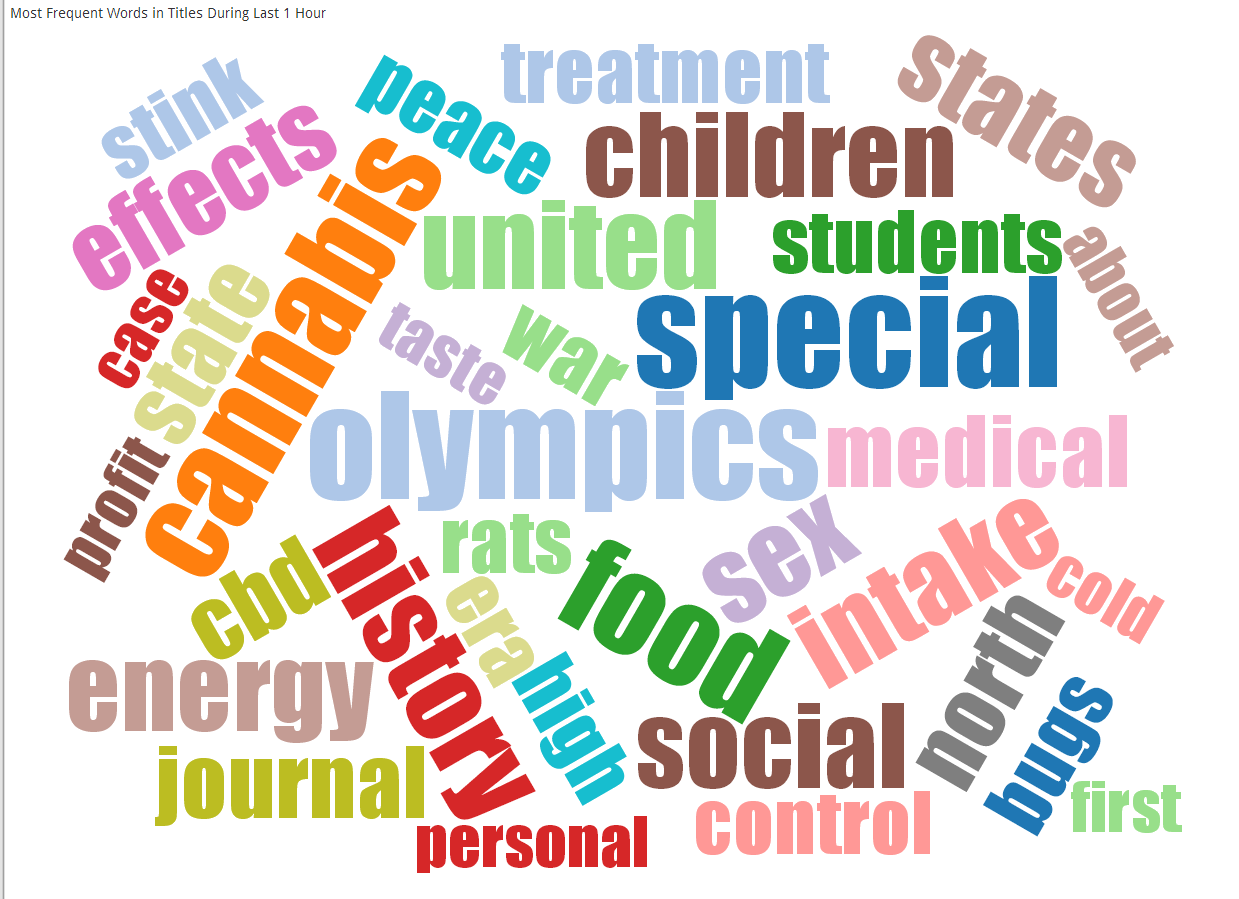 Most Frequent Words in Titles During Last 1 Hour
stink
peace
treatment
states
effects
children
cannabis
united
students
about
case
state
taste
war
special
profit
olympics
medical
cbd
history
rats
food
sex
intake
cold
era
energy
high
social
north
bugs
journal
personal
control
first